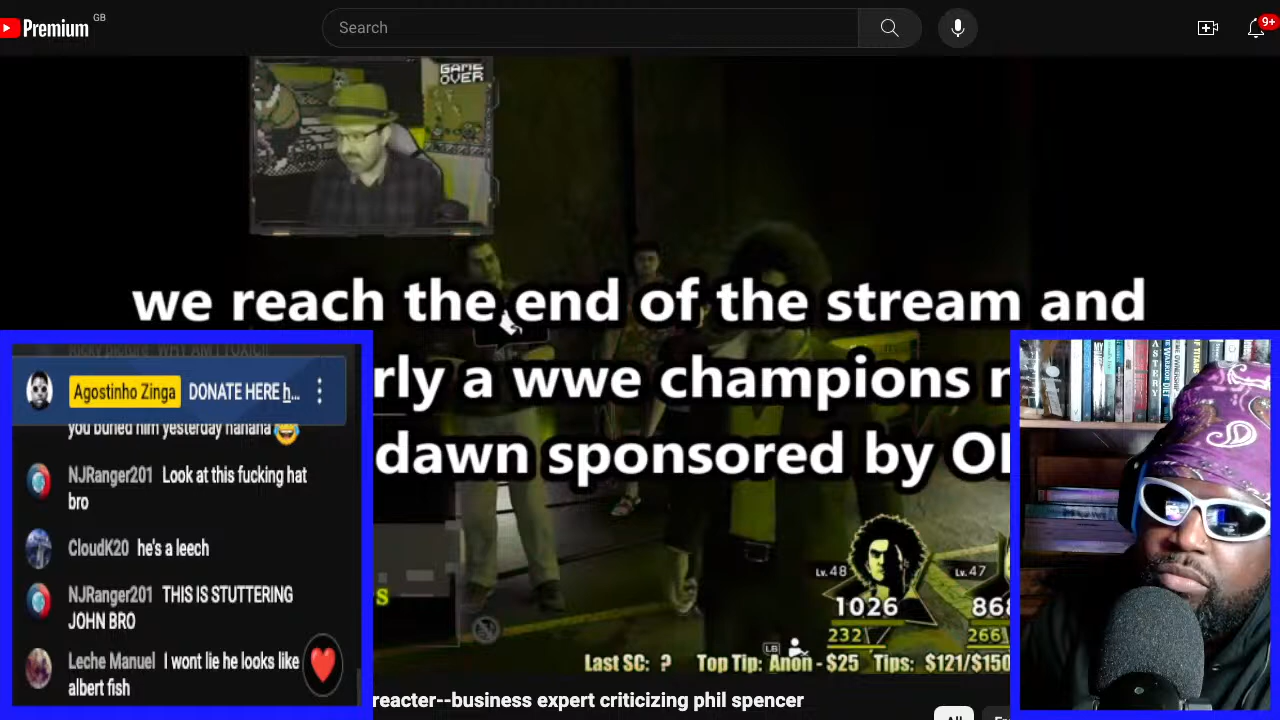 Premium GB
Search
9+
GAME
OVER
we reach the end of the stream and
rly a wwe champions
dawn sponsored by
Agostinho Zinga DONATE HERE h...
you buried him yesterday hahaha
NJRanger201 Look at this fucking hat
bro
CloudK20 he's a leech
NJRanger201 THIS IS STUTTERING
JOHN BRO
Leche Manuel I wont lie he looks like
albert fish
Lv.48
1026
232
Lv.47
868
266
LB
Last SC: ? Top Tip: Anon - $25 Tips: $121/$150
reacter--business expert criticizing phil spencer
All